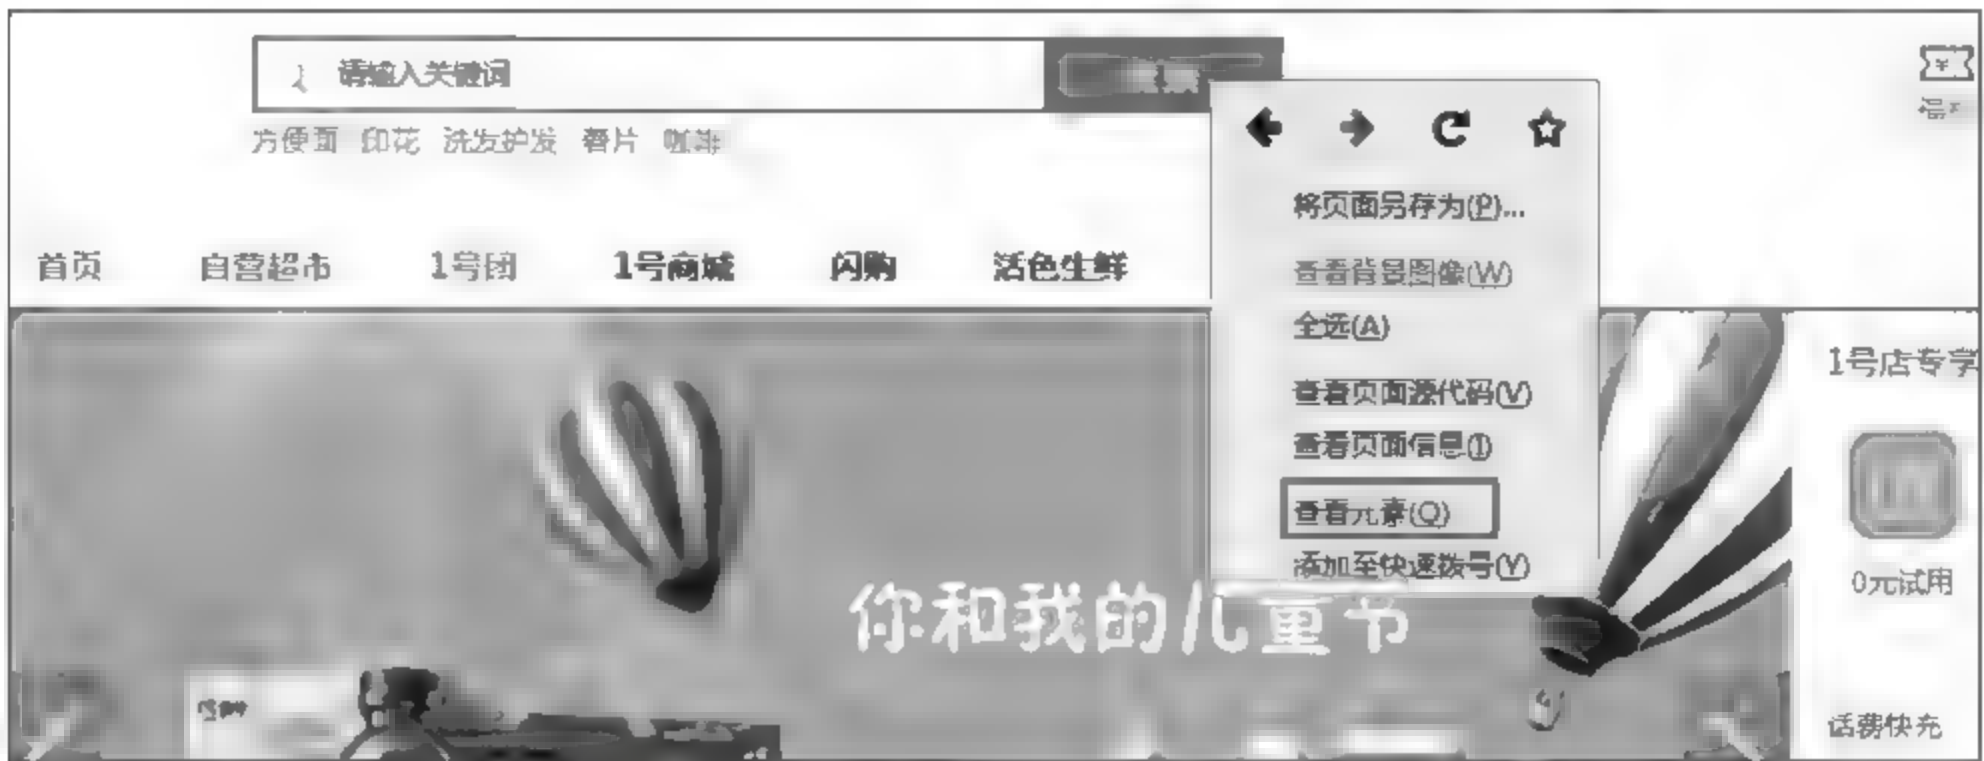 请输入关键词
方便面 印花 洗发护发 薯片 咖啡
首页 自营超市 1号团 1号商城 闪购 活色生鲜
将页面另存为(P)...
查看背景图像(W)
全选(A)
查看页面源代码(V)
查看页面信息(I)
查看元素(Q)
添加至快速拨号(Y)
你和我的儿童节
1号店专享
0元试用
话费快充